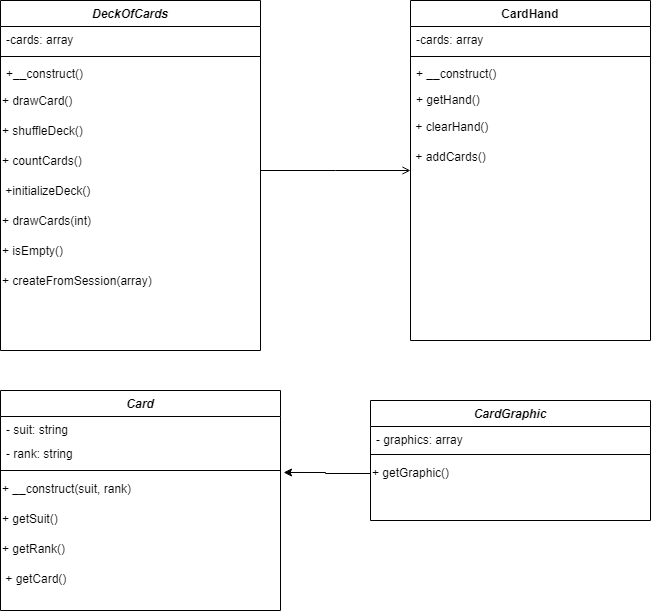 DeckOfCards
-cards: array
+__construct()
+ drawCard()
+ shuffleDeck()
+ countCards()
+initializeDeck()
+ drawCards(int)
+ isEmpty()
+ createFromSession(array)
CardHand
-cards: array
+ __construct()
+ getHand()
+ clearHand()
+ addCards()
Card
- suit: string
- rank: string
+ __construct(suit, rank)
+ getSuit()
+ getRank()
+ getCard()
CardGraphic
- graphics: array
+ getGraphic()